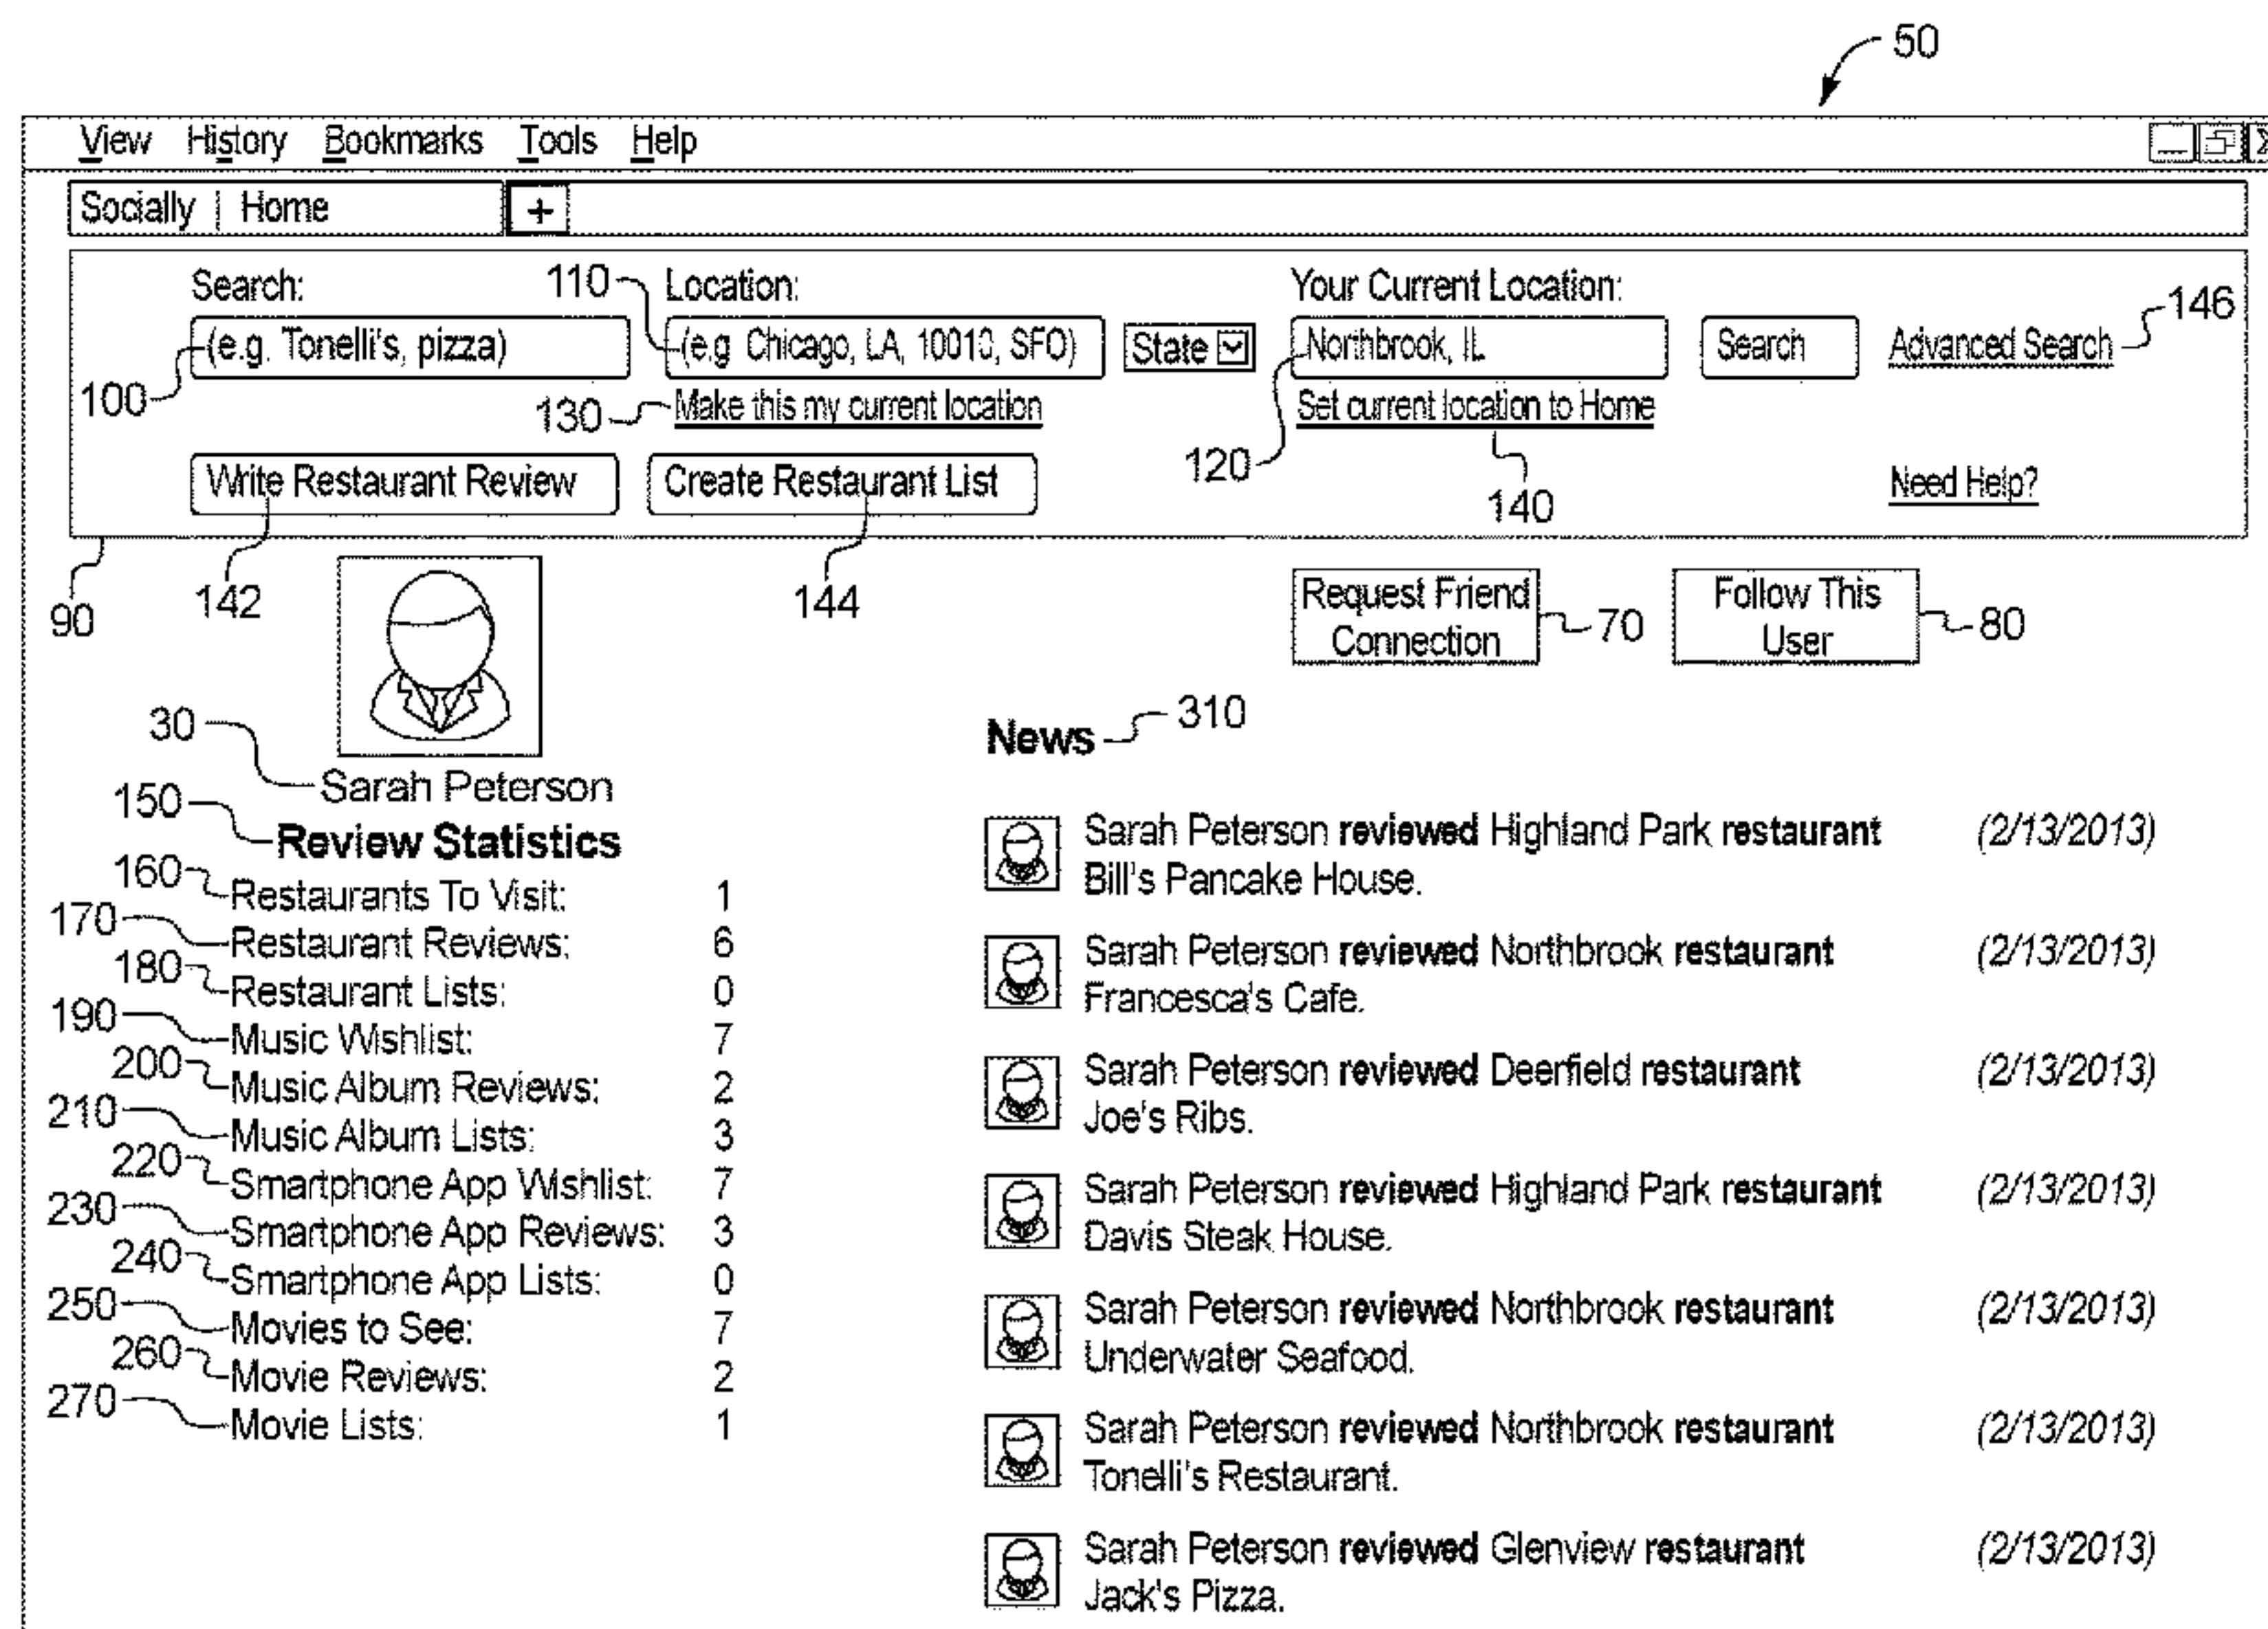 50
View History Bookmarks Tools Help
Socially | Home +
Search: 110 Location: Your Current Location: 146
(e.g. Tonelli's, pizza) (e.g Chicago, LA, 10010, SFO) State Northbrook, IL Search Advanced Search
100 130 Make this my current location Set current location to Home
120
Write Restaurant Review Create Restaurant List 140 Need Help?
90 142 144 Request Friend Connection 70 Follow This User 80
30 Sarah Peterson
150 Review Statistics
160 Restaurants To Visit: 1
170 Restaurant Reviews: 6
180 Restaurant Lists: 0
190 Music Wishlist: 7
200 Music Album Reviews: 2
210 Music Album Lists: 3
220 Smartphone App Wishlist: 7
230 Smartphone App Reviews: 3
240 Smartphone App Lists: 0
250 Movies to See: 7
260 Movie Reviews: 2
270 Movie Lists: 1
News 310
Sarah Peterson reviewed Highland Park restaurant (2/13/2013)
Bill's Pancake House.
Sarah Peterson reviewed Northbrook restaurant (2/13/2013)
Francesca's Cafe.
Sarah Peterson reviewed Deerfield restaurant (2/13/2013)
Joe's Ribs.
Sarah Peterson reviewed Highland Park restaurant (2/13/2013)
Davis Steak House.
Sarah Peterson reviewed Northbrook restaurant (2/13/2013)
Underwater Seafood.
Sarah Peterson reviewed Northbrook restaurant (2/13/2013)
Tonelli's Restaurant.
Sarah Peterson reviewed Glenview restaurant (2/13/2013)
Jack's Pizza.